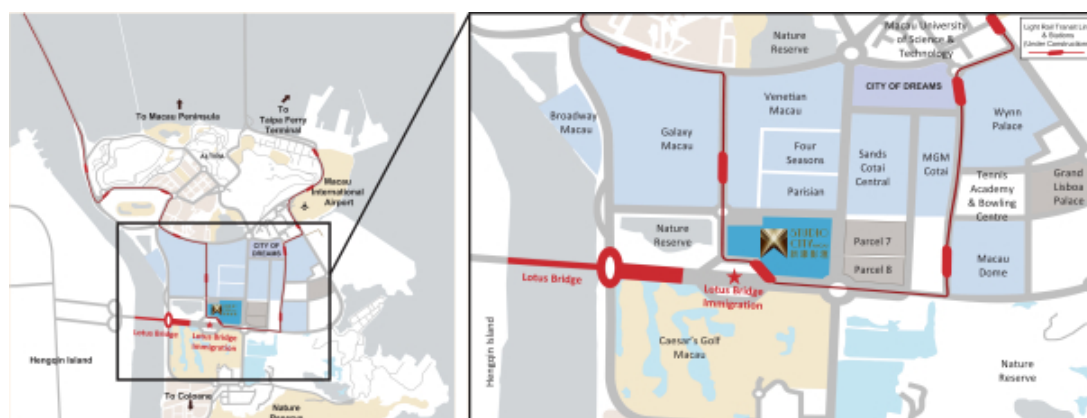 To Macau Peninsula
To
Taipa Ferry
Terminal
ALTIRA
Macau
International
Airport
CITY OF
DREAMS
Lotus Bridge
Lotus Bridge
Immigration
Hengqin Island
To Coloane
Nature
Reserve
Nature
Reserve
Macau University
of Science &
Technology
Light Rail Transit Line
& Stations
(Under Construction)
CITY OF DREAMS
Broadway
Macau
Galaxy
Macau
Venetian
Macau
Four
Seasons
Parisian
Sands
Cotai
Central
MGM
Cotai
Wynn
Palace
Tennis
Academy
& Bowling
Centre
Grand
Lisboa
Palace
Nature
Reserve
STUDIO
CITY
Parcel 7
Parcel 8
Macau
Dome
Lotus Bridge
Lotus Bridge
Immigration
Hengqin Island
Caesar's Golf
Macau
Nature
Reserve